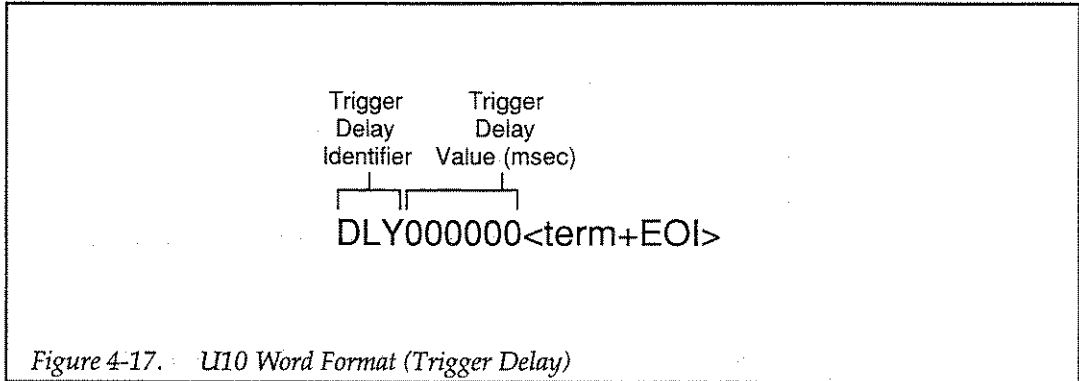 Trigger Trigger
Delay Delay
Identifier Value (msec)
DLY000000<term+EOI>
Figure 4-17. U10 Word Format (Trigger Delay)